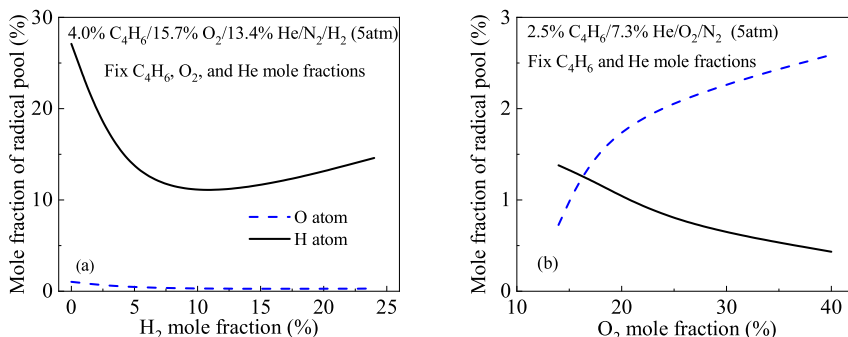 4.0% C₄H₆/15.7% O₂/13.4% He/N₂/H₂ (5atm)
Fix C₄H₆, O₂, and He mole fractions
Mole fraction of radical pool (%)
30
20
10
0
O atom
H atom
(a)
0
5
10
15
20
25
H₂ mole fraction (%)
2.5% C₄H₆/7.3% He/O₂/N₂ (5atm)
Fix C₄H₆ and He mole fractions
Mole fraction of radical pool (%)
3
2
1
0
(b)
10
20
30
40
O₂ mole fraction (%)